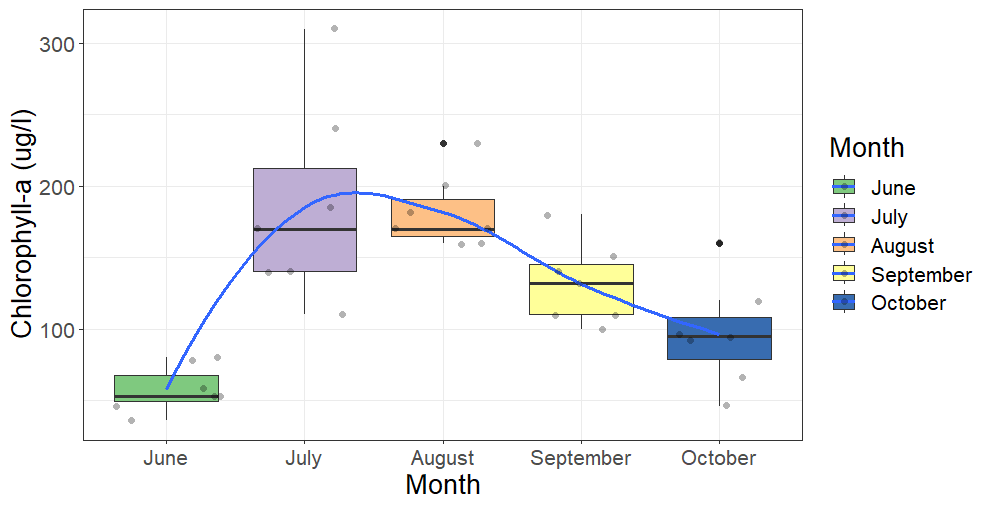 Chlorophyll-a (ug/l)
300
200
100
June July August September October
Month
Month
June
July
August
September
October